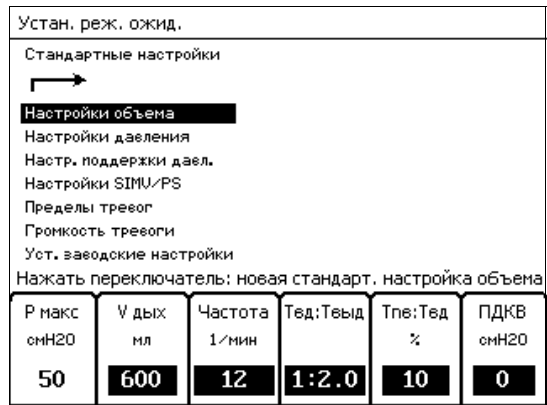 Устан. реж. ожид.
Стандартные настройки
Настройки объема
Настройки давления
Настр. поддержки давл.
Настройки SIMV/PS
Пределы тревог
Громкость тревоги
Уст. заводские настройки
Нажать переключатель: новая стандарт. настройка объема
P макс V дых Частота Твд:Твыд Тпв:Твд ПДКВ
смH2O мл 1/мин % смH2O
50 600 12 1:2.0 10 0